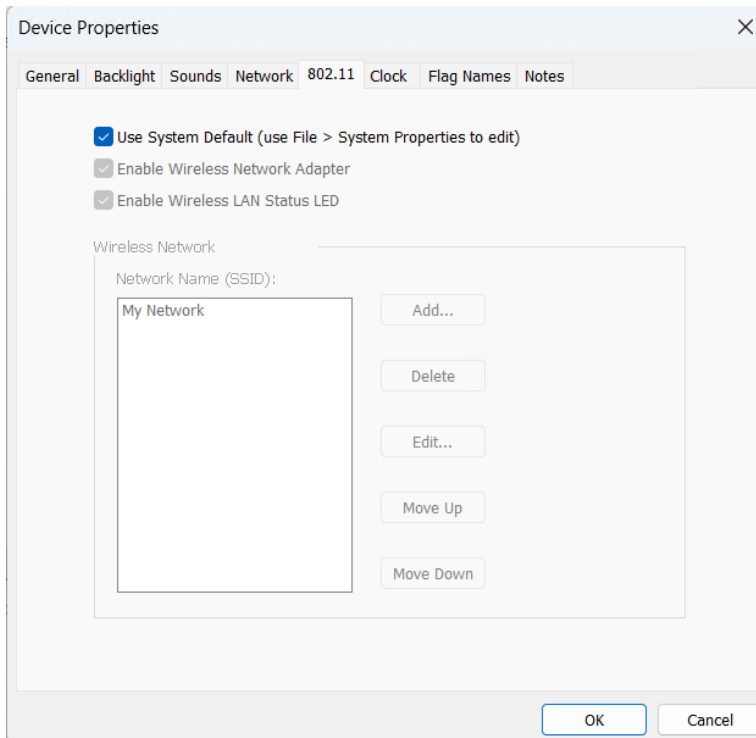 Device Properties
General Backlight Sounds Network 802.11 Clock Flag Names Notes
Use System Default (use File > System Properties to edit)
Enable Wireless Network Adapter
Enable Wireless LAN Status LED
Wireless Network
Network Name (SSID):
My Network
Add...
Delete
Edit...
Move Up
Move Down
OK Cancel